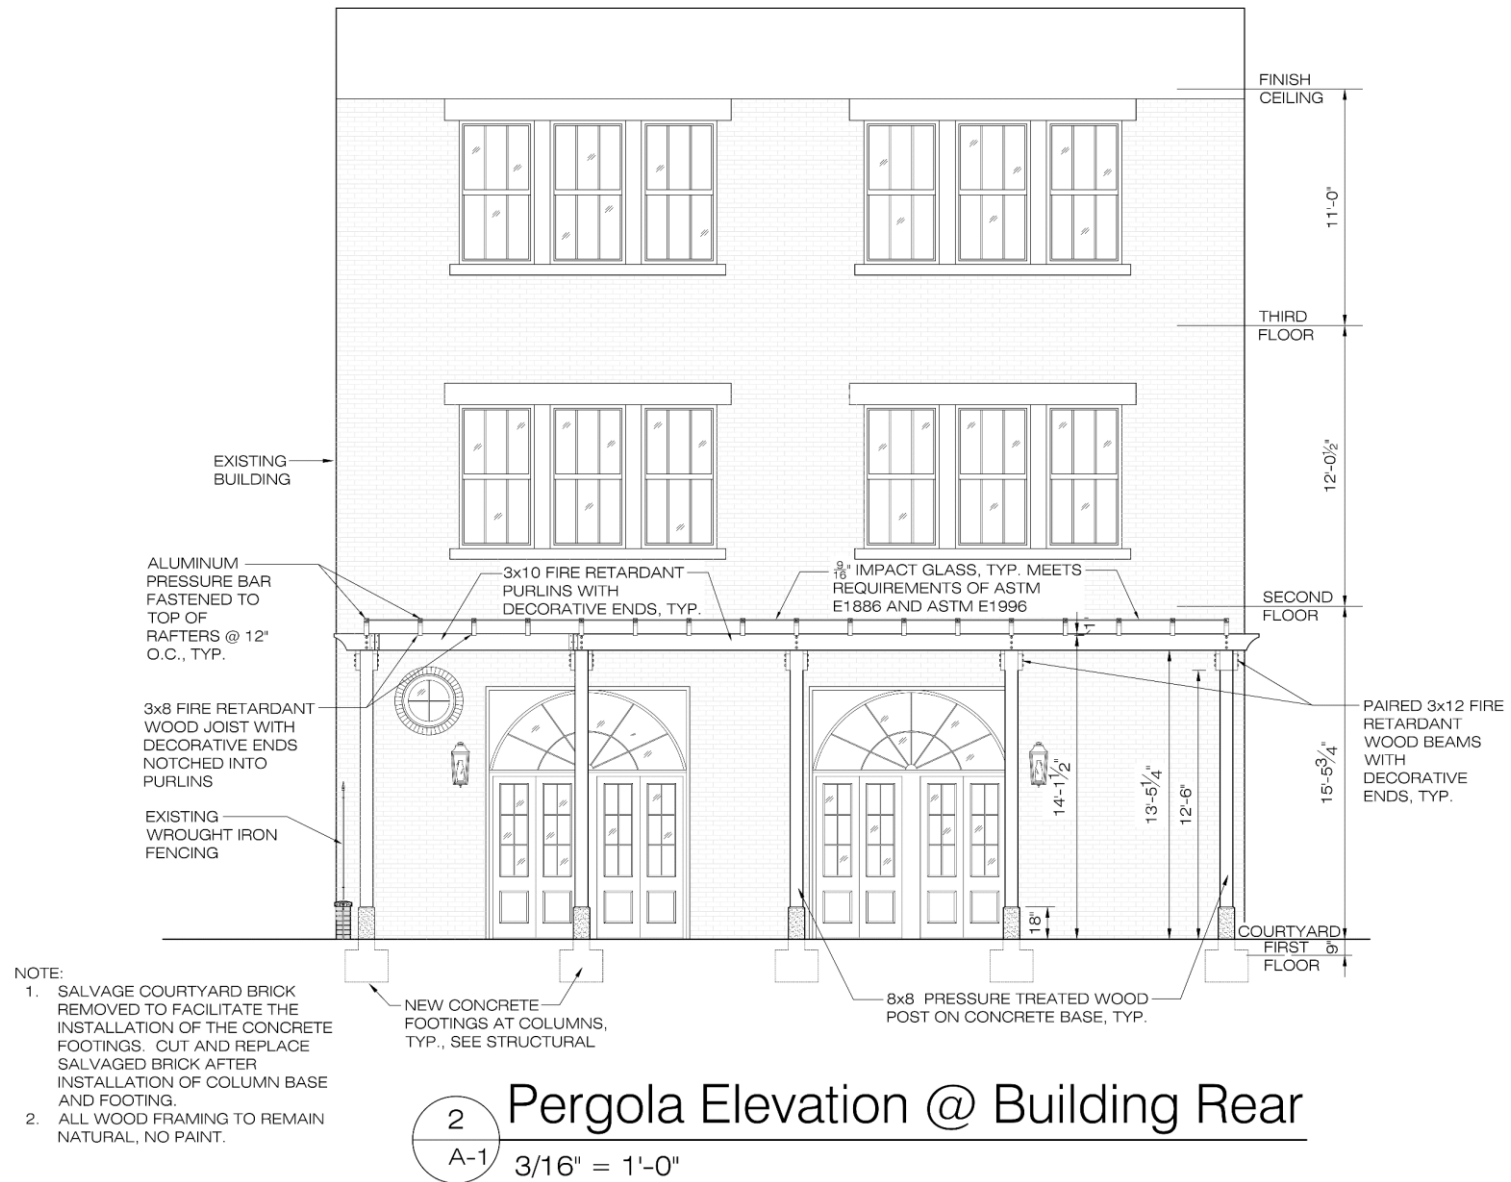 FINISH
CEILING
11'-0"
THIRD
FLOOR
12'-0½"
EXISTING
BUILDING
ALUMINUM
PRESSURE BAR
FASTENED TO
TOP OF
RAFTERS @ 12"
O.C., TYP.
3x10 FIRE RETARDANT
PURLINS WITH
DECORATIVE ENDS, TYP.
9/16" IMPACT GLASS, TYP. MEETS
REQUIREMENTS OF ASTM
E1886 AND ASTM E1996
SECOND
FLOOR
1"
3x8 FIRE RETARDANT
WOOD JOIST WITH
DECORATIVE ENDS
NOTCHED INTO
PURLINS
PAIRED 3x12 FIRE
RETARDANT
WOOD BEAMS
WITH
DECORATIVE
ENDS, TYP.
14'-1½"
13'-5¼"
12'-6"
15'-5¾"
EXISTING
WROUGHT IRON
FENCING
18"
COURTYARD
FIRST
FLOOR
9"
NOTE:
1. SALVAGE COURTYARD BRICK
REMOVED TO FACILITATE THE
INSTALLATION OF THE CONCRETE
FOOTINGS. CUT AND REPLACE
SALVAGED BRICK AFTER
INSTALLATION OF COLUMN BASE
AND FOOTING.
2. ALL WOOD FRAMING TO REMAIN
NATURAL, NO PAINT.
NEW CONCRETE
FOOTINGS AT COLUMNS,
TYP., SEE STRUCTURAL
8x8 PRESSURE TREATED WOOD
POST ON CONCRETE BASE, TYP.
2
A-1
Pergola Elevation @ Building Rear
3/16" = 1'-0"